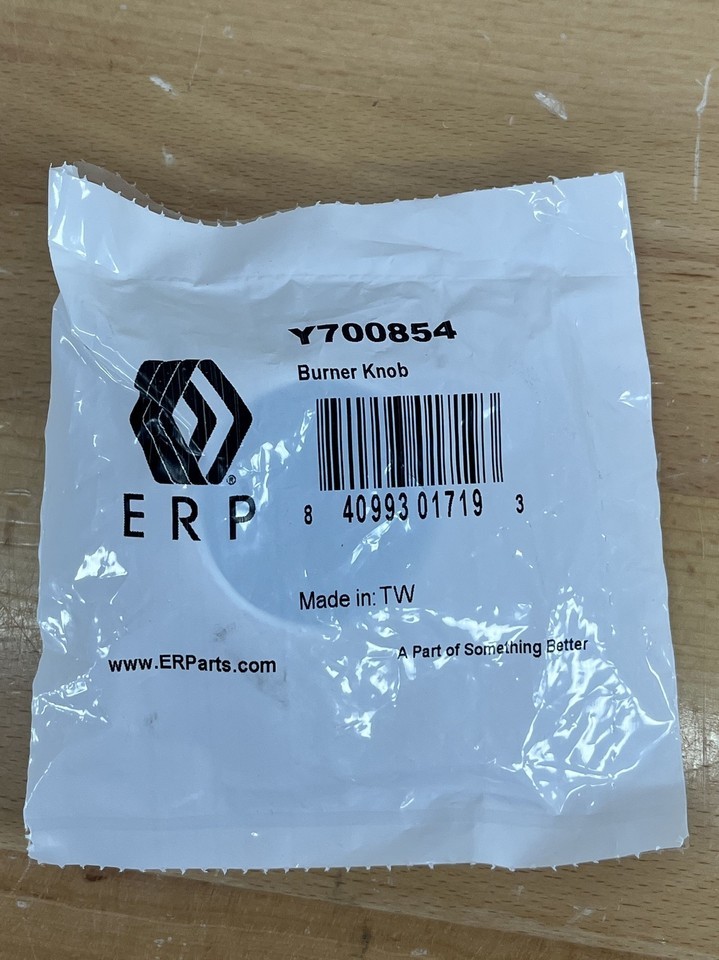 Y700854
Burner Knob
®
ERP
8 40993 01719 3
Made in: TW
www.ERParts.com
A Part of Something Better